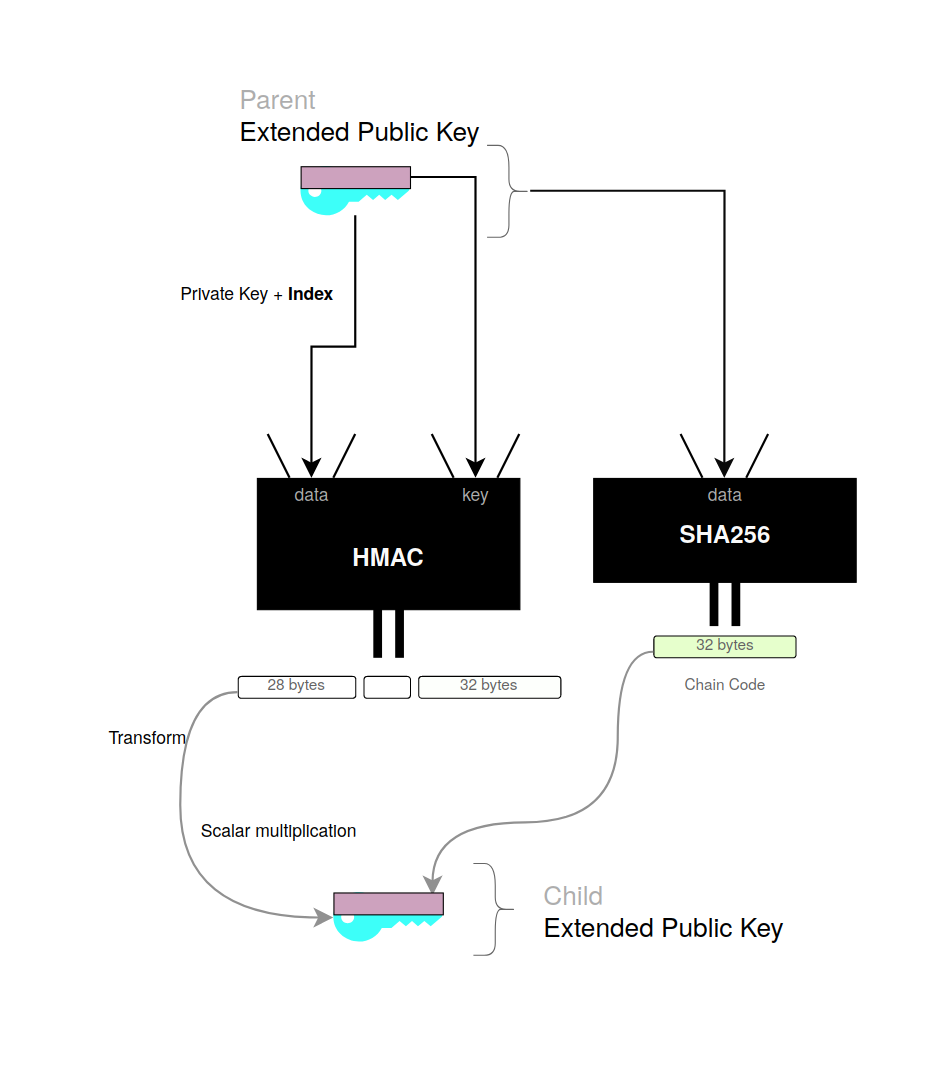 Parent
Extended Public Key
Private Key + Index
data
key
data
HMAC
SHA256
28 bytes
32 bytes
32 bytes
Chain Code
Transform
Scalar multiplication
Child
Extended Public Key